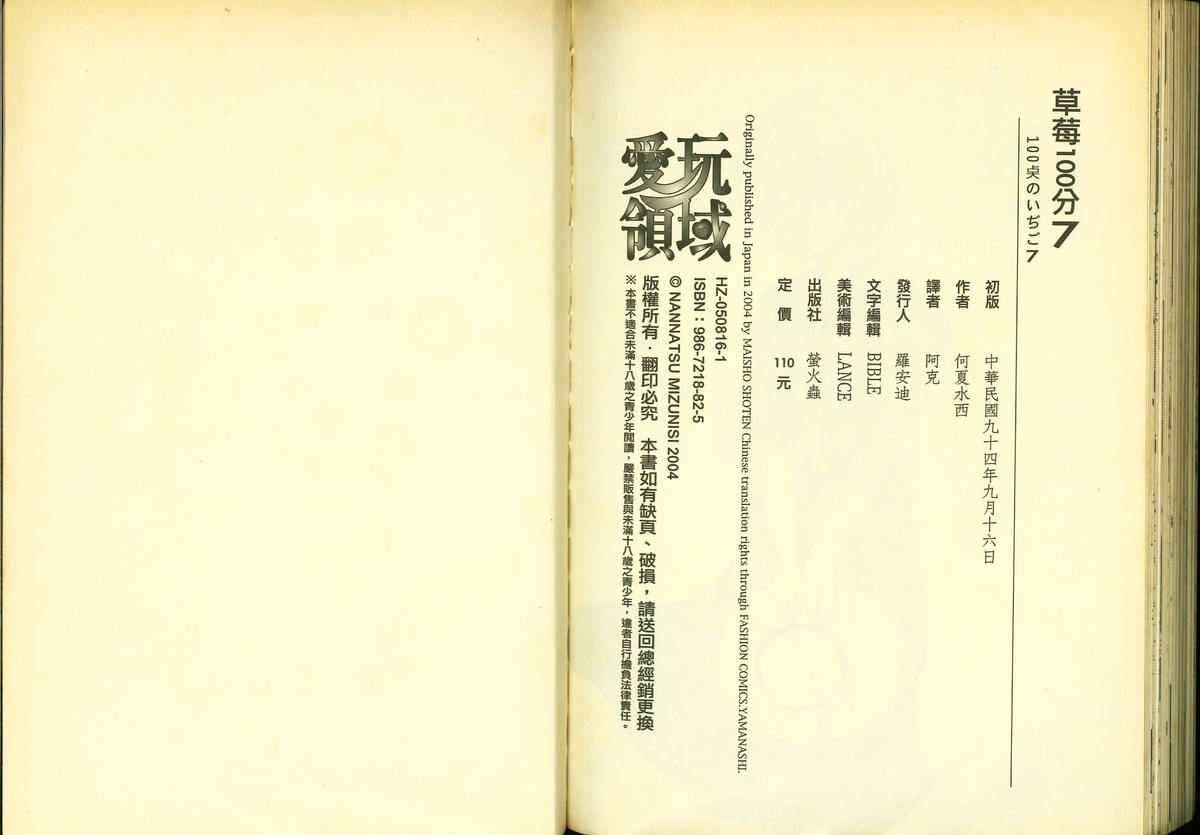 草莓100分7
100点のいちご7
初版 中華民國九十四年九月十六日
作者 何夏水西
譯者 阿克
發行人 羅安迪
文字編輯 BIBLE
美術編輯 LANCE
出版社 螢火蟲
定價 110元
Originally published in Japan in 2004 by MAISHO SHOTEN Chinese translation rights through FASHION COMICS.YAMANASHI.
玩域
愛領
HZ-050816-1
ISBN：986-7218-82-5
© NANNATSU MIZUNISI 2004
版權所有．翻印必究 本書如有缺頁、破損，請送回總經銷更換
※ 本書不適合未滿十八歲之青少年閱讀，嚴禁販售與未滿十八歲之青少年，違者自行擔負法律責任。